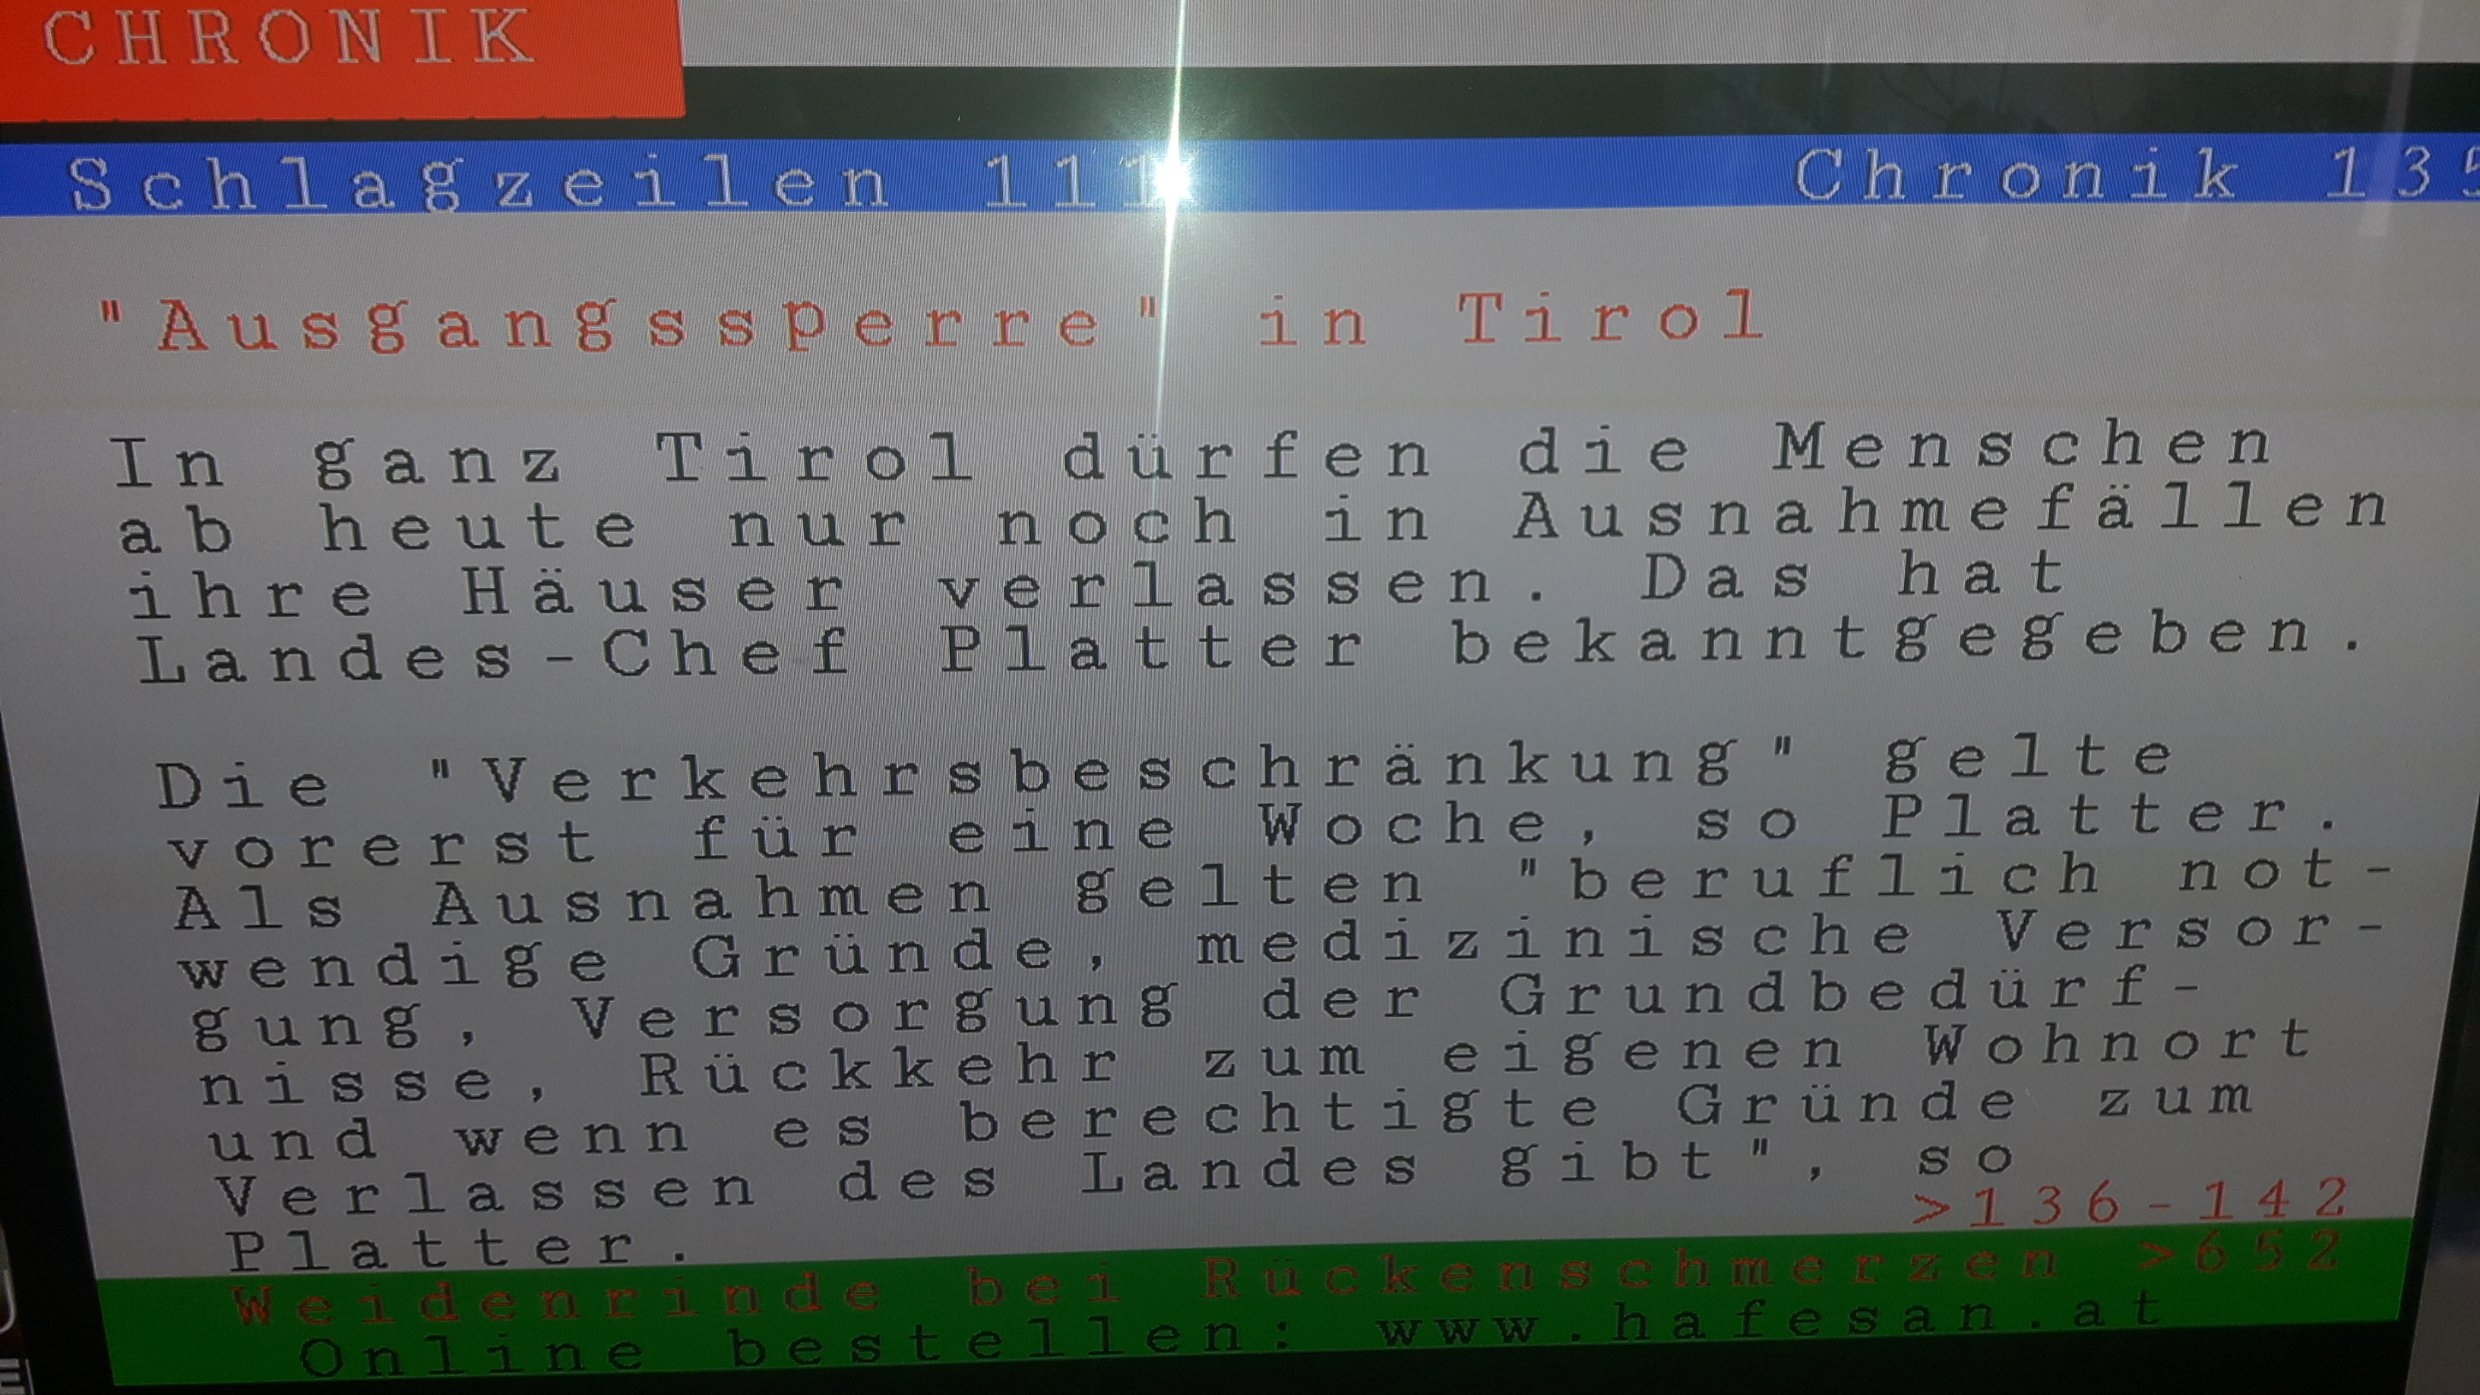 CHRONIK
Schlagzeilen 111 Chronik 135
"Ausgangssperre" in Tirol
In ganz Tirol dürfen die Menschen
ab heute nur noch in Ausnahmefällen
ihre Häuser verlassen. Das hat
Landes-Chef Platter bekanntgegeben.
Die "Verkehrsbeschränkung" gelte
vorerst für eine Woche, so Platter.
Als Ausnahmen gelten "beruflich not-
wendige Gründe, medizinische Versor-
gung, Versorgung der Grundbedürf-
nisse, Rückkehr zum eigenen Wohnort
und wenn es berechtigte Gründe zum
Verlassen des Landes gibt", so
Platter. >136-142
Weidenrinde bei Rückenschmerzen >652
Online bestellen: www.hafesan.at